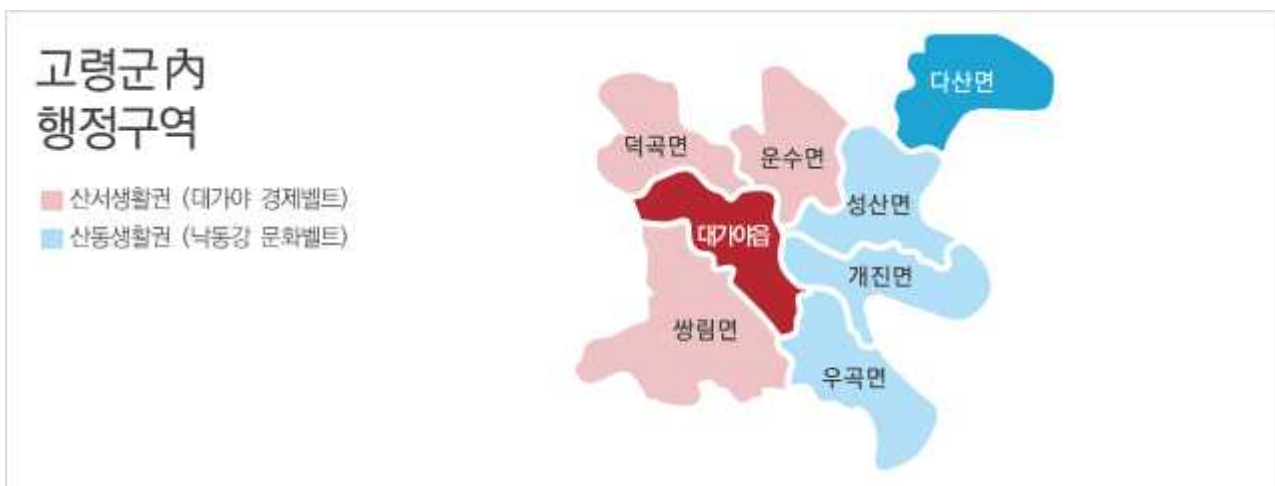 고령군內
행정구역
산서생활권 (대가야 경제벨트)
산동생활권 (낙동강 문화벨트)
다산면
덕곡면
운수면
성산면
대가야읍
개진면
쌍림면
우곡면